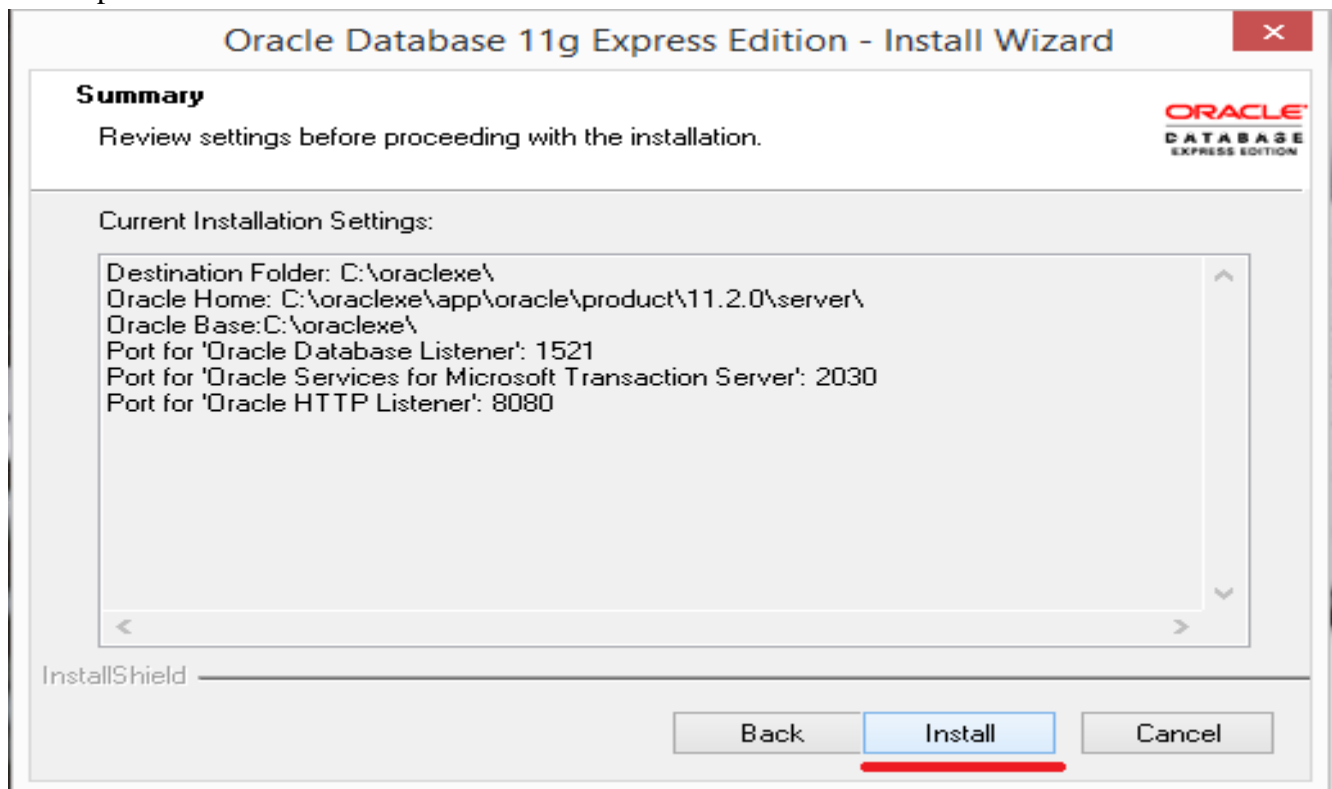 Oracle Database 11g Express Edition - Install Wizard
Summary
Review settings before proceeding with the installation.
ORACLE
DATABASE
EXPRESS EDITION
Current Installation Settings:
Destination Folder: C:\oraclexe\
Oracle Home: C:\oraclexe\app\oracle\product\11.2.0\server\
Oracle Base:C:\oraclexe\
Port for 'Oracle Database Listener': 1521
Port for 'Oracle Services for Microsoft Transaction Server': 2030
Port for 'Oracle HTTP Listener': 8080
InstallShield
Back Install Cancel